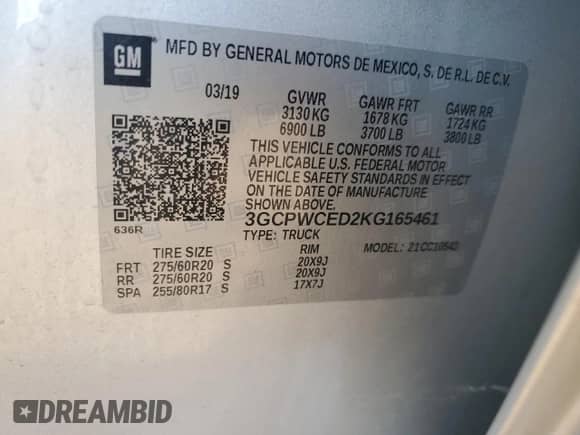 GM
MFD BY GENERAL MOTORS DE MEXICO, S. DE R.L. DE C.V.
03/19 GVWR GAWR FRT GAWR RR
3130 KG 1678 KG 1724 KG
6900 LB 3700 LB 3800 LB
THIS VEHICLE CONFORMS TO ALL
APPLICABLE U.S. FEDERAL MOTOR
VEHICLE SAFETY STANDARDS IN EFFECT
ON THE DATE OF MANUFACTURE
SHOWN ABOVE.
3GCPWCED2KG165461
636R TYPE: TRUCK MODEL: 21CC10543
TIRE SIZE RIM
FRT 275/60R20 S 20X9J
RR 275/60R20 S 20X9J
SPA 255/80R17 S 17X7J
DREAMBID